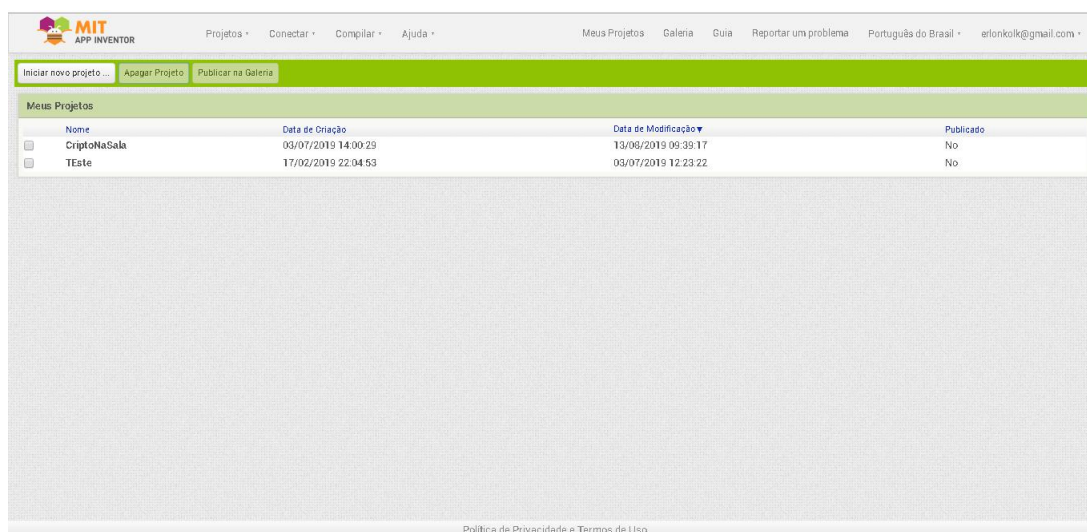 MIT
APP INVENTOR
Projetos Conectar Compilar Ajuda Meus Projetos Galeria Guia Reportar um problema Português do Brasil erlonkolk@gmail.com
Iniciar novo projeto ... Apagar Projeto Publicar na Galeria
Meus Projetos
Nome Data de Criação Data de Modificação▼ Publicado
CriptoNaSala 03/07/2019 14:00:29 13/08/2019 09:39:17 No
TEste 17/02/2019 22:04:53 03/07/2019 12:23:22 No
Política de Privacidade e Termos de Uso